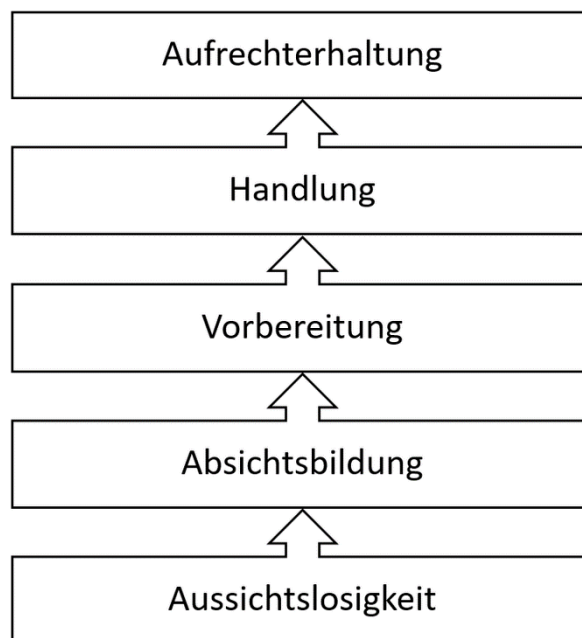 Aufrechterhaltung
Handlung
Vorbereitung
Absichtsbildung
Aussichtslosigkeit